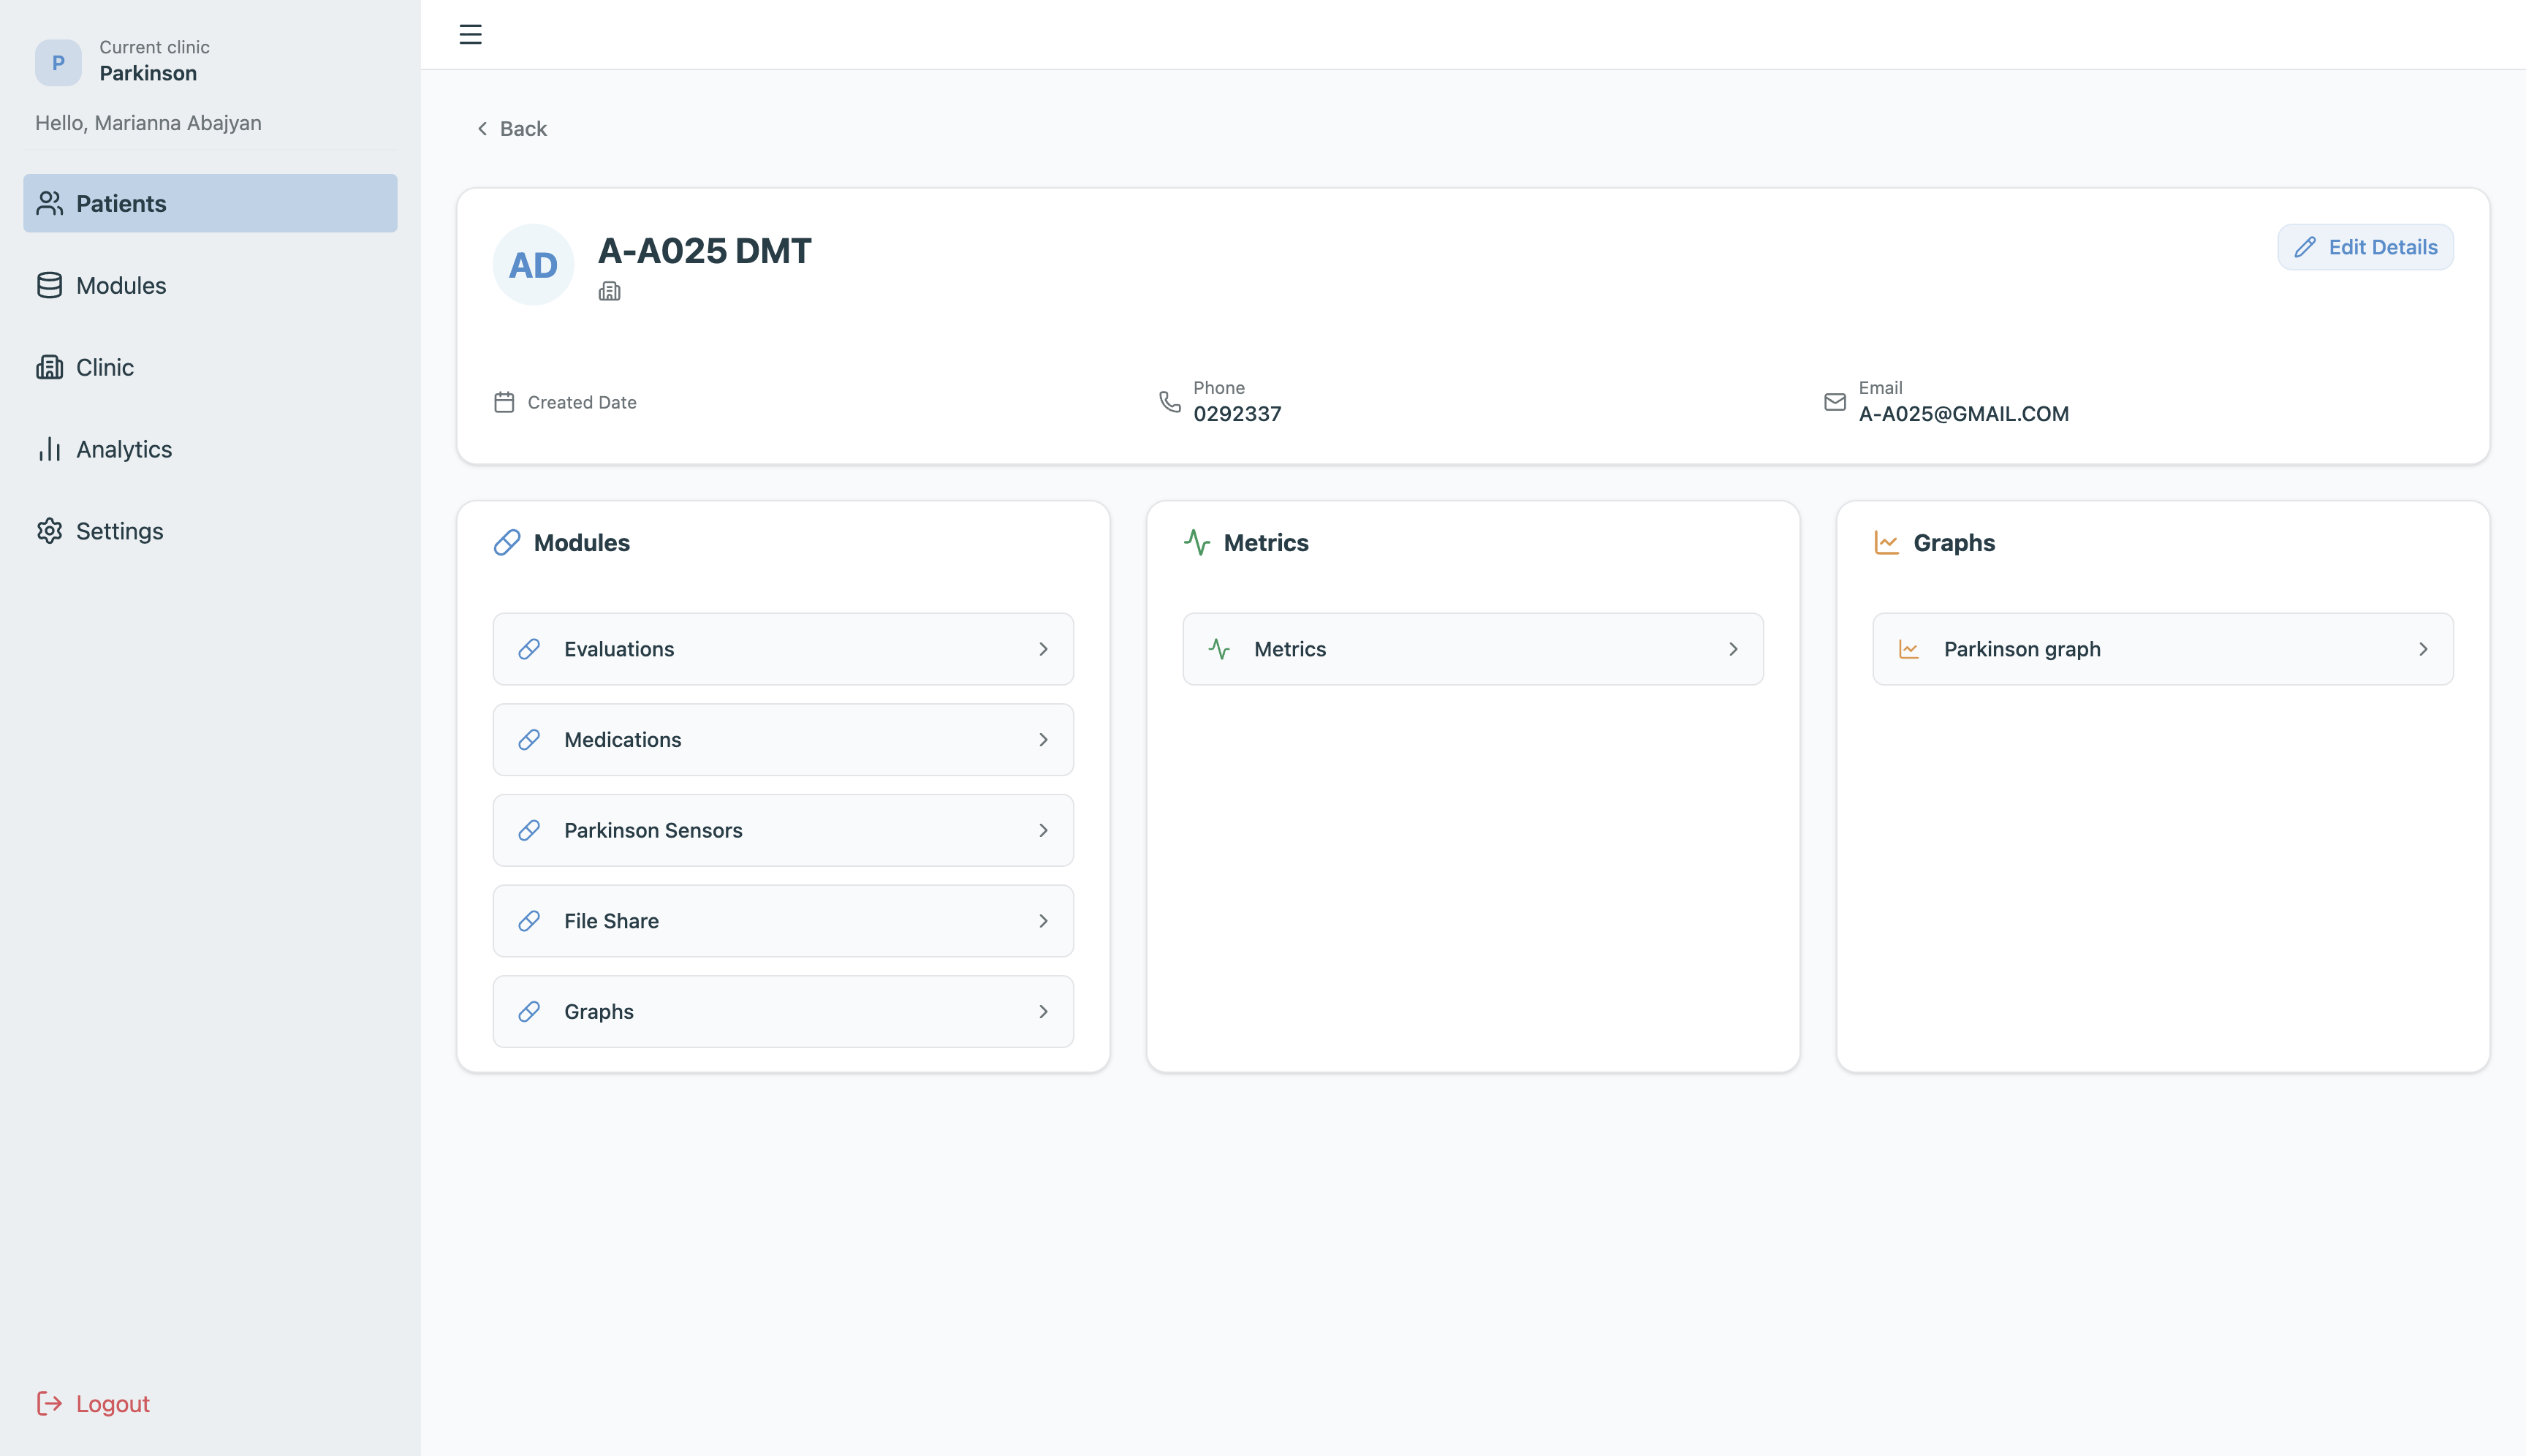 P
Current clinic
Parkinson
Hello, Marianna Abajyan
Patients
Modules
Clinic
Analytics
Settings
Logout
Back
AD
A-A025 DMT
Edit Details
Created Date
Phone
0292337
Email
A-A025@GMAIL.COM
Modules
Evaluations
Medications
Parkinson Sensors
File Share
Graphs
Metrics
Metrics
Graphs
Parkinson graph